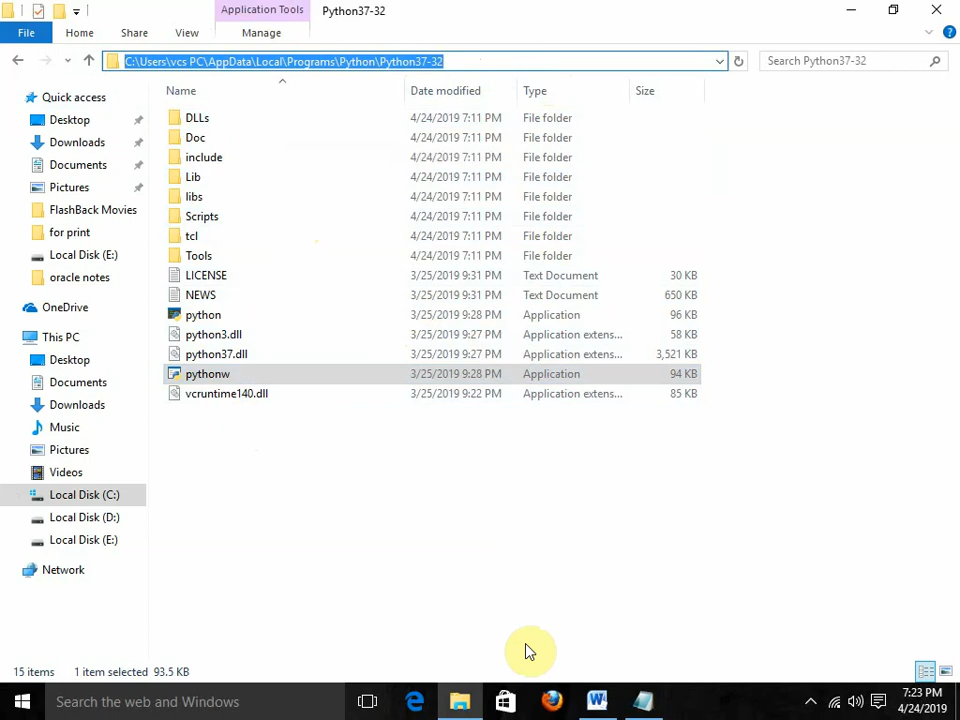 Application Tools
Python37-32
File
Home
Share
View
Manage
C:\Users\vcs PC\AppData\Local\Programs\Python\Python37-32
Search Python37-32
Name
Date modified
Type
Size
Quick access
Desktop
Downloads
Documents
Pictures
FlashBack Movies
for print
Local Disk (E:)
oracle notes
OneDrive
This PC
Desktop
Documents
Downloads
Music
Pictures
Videos
Local Disk (C:)
Local Disk (D:)
Local Disk (E:)
Network
DLLs 4/24/2019 7:11 PM File folder
Doc 4/24/2019 7:11 PM File folder
include 4/24/2019 7:11 PM File folder
Lib 4/24/2019 7:11 PM File folder
libs 4/24/2019 7:11 PM File folder
Scripts 4/24/2019 7:11 PM File folder
tcl 4/24/2019 7:11 PM File folder
Tools 4/24/2019 7:11 PM File folder
LICENSE 3/25/2019 9:31 PM Text Document 30 KB
NEWS 3/25/2019 9:31 PM Text Document 650 KB
python 3/25/2019 9:28 PM Application 96 KB
python3.dll 3/25/2019 9:27 PM Application extens... 58 KB
python37.dll 3/25/2019 9:27 PM Application extens... 3,521 KB
pythonw 3/25/2019 9:28 PM Application 94 KB
vcruntime140.dll 3/25/2019 9:22 PM Application extens... 85 KB
15 items 1 item selected 93.5 KB
Search the web and Windows
7:23 PM
4/24/2019